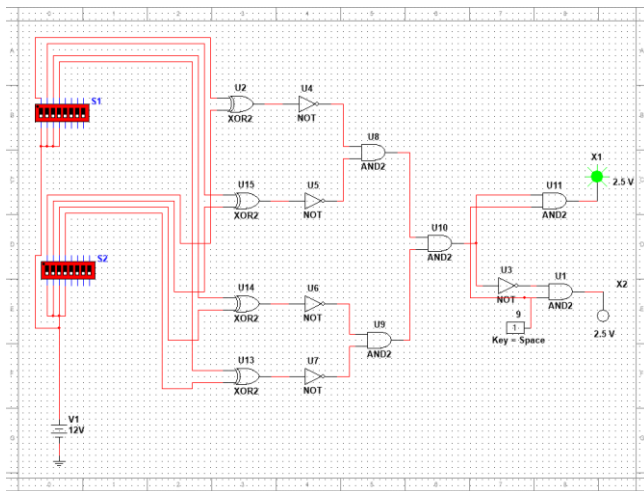 S1
S2
V1
12V
U2
XOR2
U4
NOT
U8
AND2
U15
XOR2
U5
NOT
U10
AND2
U14
XOR2
U6
NOT
U9
AND2
U13
XOR2
U7
NOT
X1
2.5 V
U11
AND2
U3
NOT
U1
AND2
X2
2.5 V
9
1
Key = Space